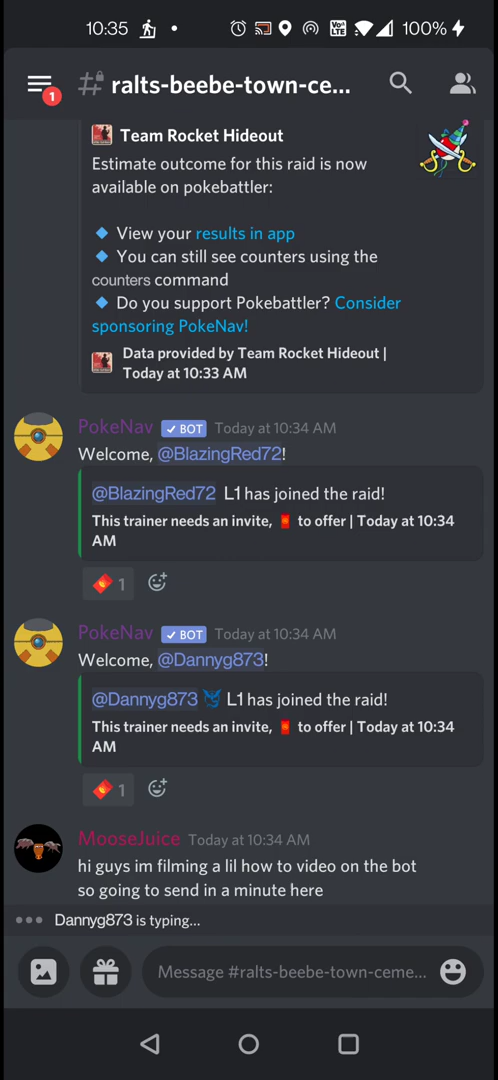 10:35
Vo LTE
100%
1
ralts-beebe-town-ce...
Team Rocket Hideout
Estimate outcome for this raid is now
available on pokebattler:
View your results in app
You can still see counters using the
counters command
Do you support Pokebattler? Consider
sponsoring PokeNav!
Data provided by Team Rocket Hideout |
Today at 10:33 AM
PokeNav ✓ BOT Today at 10:34 AM
Welcome, @BlazingRed72!
@BlazingRed72 L1 has joined the raid!
This trainer needs an invite, 🧧 to offer | Today at 10:34
AM
1
PokeNav ✓ BOT Today at 10:34 AM
Welcome, @Dannyg873!
@Dannyg873 L1 has joined the raid!
This trainer needs an invite, 🧧 to offer | Today at 10:34
AM
1
MooseJuice Today at 10:34 AM
hi guys im filming a lil how to video on the bot
so going to send in a minute here
Dannyg873 is typing...
Message #ralts-beebe-town-ceme...